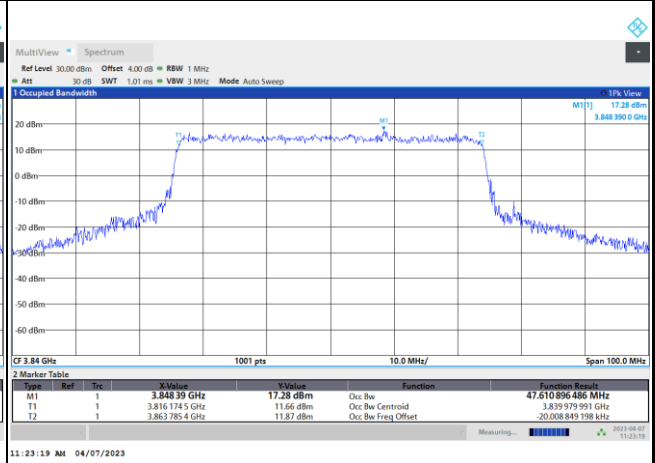 MultiView Spectrum
Ref Level 30.00 dBm Offset 4.00 dB RBW 1 MHz
Att 30 dB SWT 1.01 ms VBW 3 MHz Mode Auto Sweep
1 Occupied Bandwidth 1Pk View
M1[1] 17.28 dBm
3.848 390 0 GHz
M1
T1 T2
20 dBm
10 dBm
0 dBm
-10 dBm
-20 dBm
-30 dBm
-40 dBm
-50 dBm
-60 dBm
CF 3.84 GHz 1001 pts 10.0 MHz/ Span 100.0 MHz
2 Marker Table
Type Ref Trc X-Value Y-Value Function Function Result
M1 1 3.848 39 GHz 17.28 dBm Occ Bw 47.610 896 486 MHz
T1 1 3.816 174 5 GHz 11.66 dBm Occ Bw Centroid 3.839 979 991 GHz
T2 1 3.863 785 4 GHz 11.87 dBm Occ Bw Freq Offset -20.008 849 198 kHz
Measuring... 2023-04-07
11:23:19
11:23:19 AM 04/07/2023